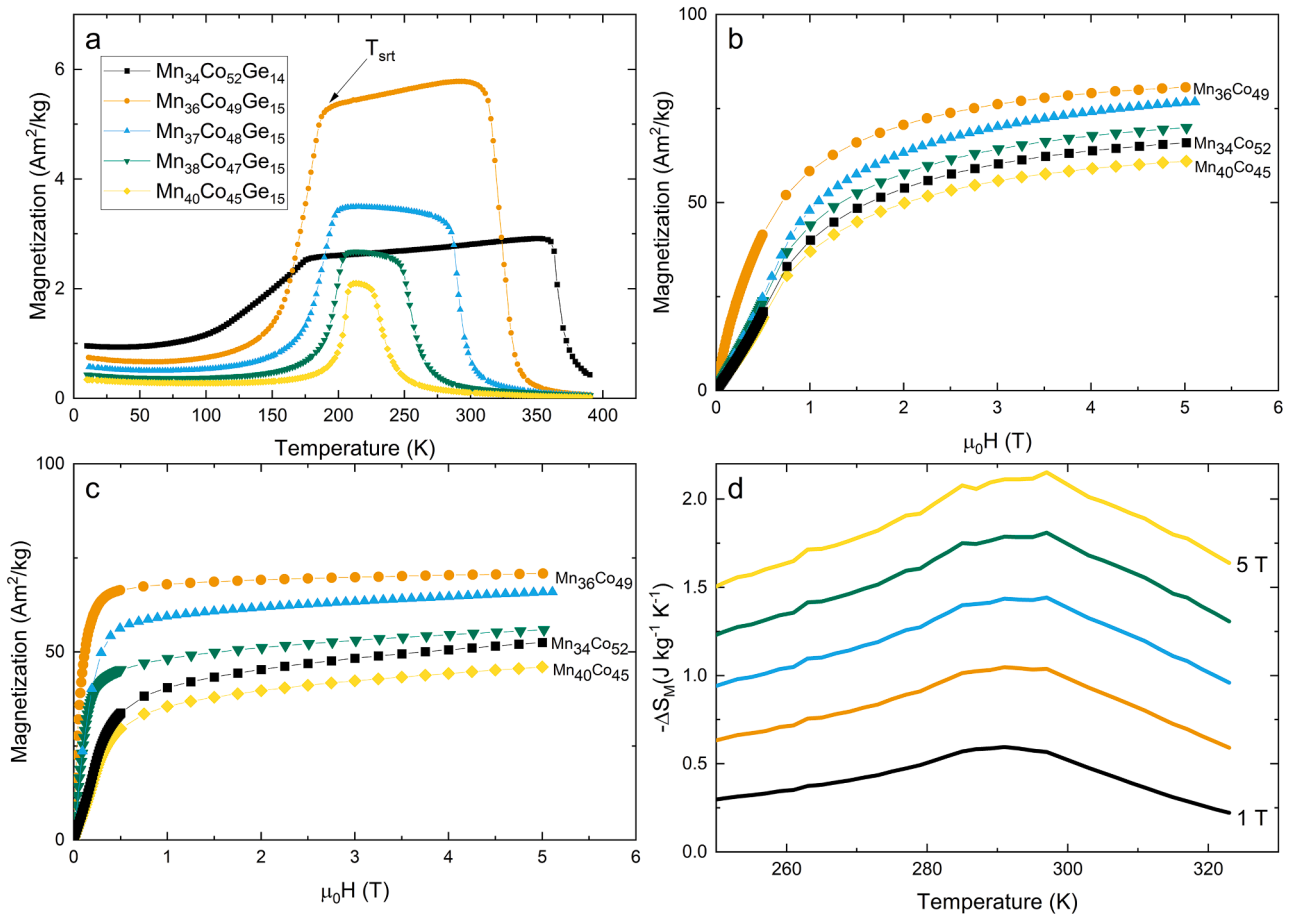 a
T_srt
Mn34Co52Ge14
Mn36Co49Ge15
Mn37Co48Ge15
Mn38Co47Ge15
Mn40Co45Ge15
Magnetization (Am²/kg)
6
4
2
0
0 50 100 150 200 250 300 350 400
Temperature (K)
b
Magnetization (Am²/kg)
100
50
0
Mn36Co49
Mn34Co52
Mn40Co45
0 1 2 3 4 5 6
μ0H (T)
c
Magnetization (Am²/kg)
100
50
0
Mn36Co49
Mn34Co52
Mn40Co45
0 1 2 3 4 5 6
μ0H (T)
d
-ΔSM(J kg⁻¹ K⁻¹)
2.0
1.5
1.0
0.5
0.0
5 T
1 T
260 280 300 320
Temperature (K)